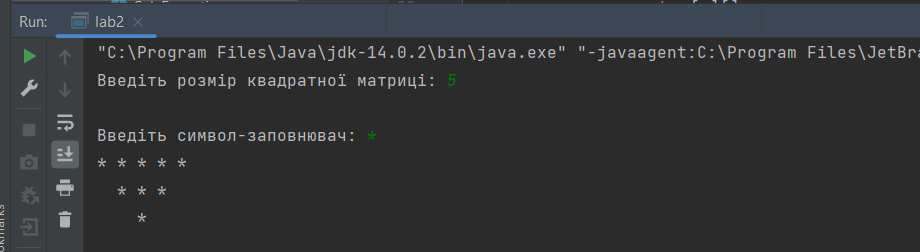 Run: lab2
"C:\Program Files\Java\jdk-14.0.2\bin\java.exe" "-javaagent:C:\Program Files\JetBra
Введіть розмір квадратної матриці: 5
Введіть символ-заповнювач: *
* * * * *
  * * *
    *